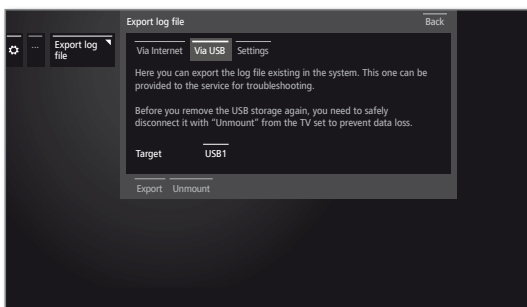 Export log file
Back
...
Export log
file
Via Internet Via USB Settings
Here you can export the log file existing in the system. This one can be
provided to the service for troubleshooting.
Before you remove the USB storage again, you need to safely
disconnect it with “Unmount” from the TV set to prevent data loss.
Target USB1
Export Unmount